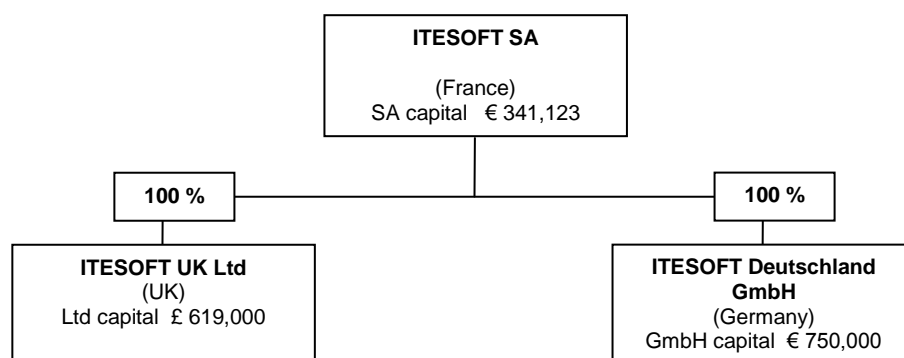 ITESOFT SA
(France)
SA capital € 341,123
100 %
100 %
ITESOFT UK Ltd
(UK)
Ltd capital £ 619,000
ITESOFT Deutschland
GmbH
(Germany)
GmbH capital € 750,000